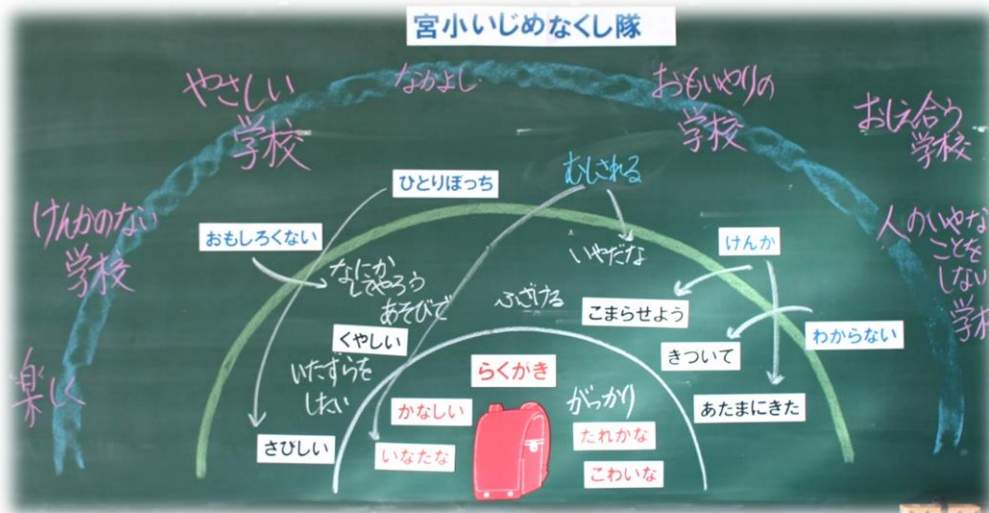 宮小いじめなくし隊
やさしい
学校
なかよし
おもいやりの
学校
おしえ合う
学校
けんかのない
学校
人のいやな
ことを
しない
学校
楽しく
ひとりぼっち
むしされる
おもしろくない
けんか
いやだな
なにか
してやろう
あそびで
ふざける
こまらせよう
わからない
くやしい
きついて
いたずらを
したい
らくがき
あたまにきた
かなしい
がっかり
さびしい
いなたな
たれかな
こわいな